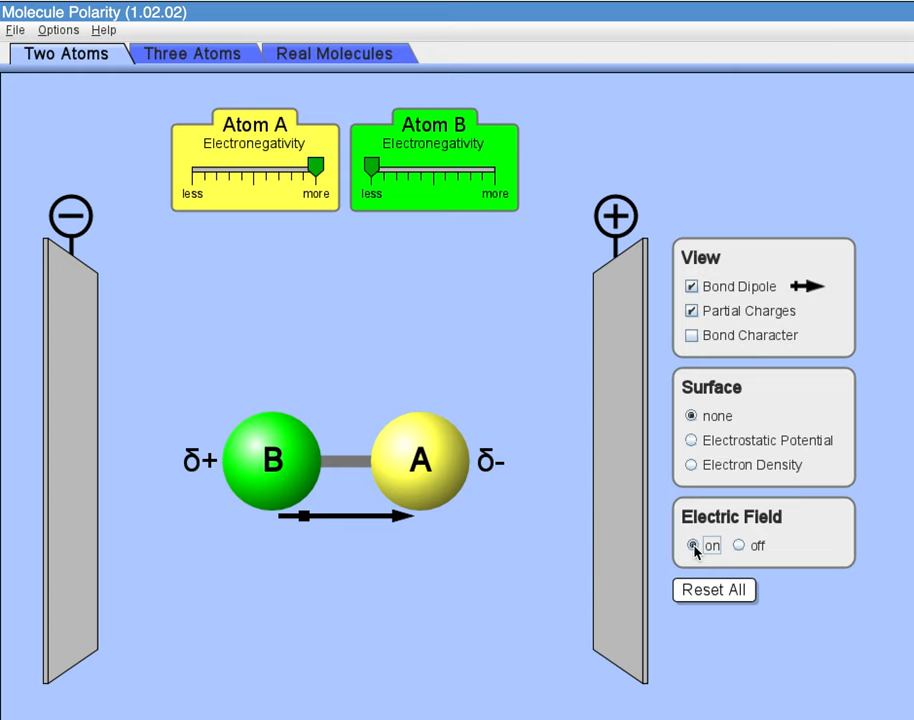 Molecule Polarity (1.02.02)
File Options Help
Two Atoms Three Atoms Real Molecules
Atom A
Electronegativity
less more
Atom B
Electronegativity
less more
−
+
View
Bond Dipole
Partial Charges
Bond Character
Surface
none
Electrostatic Potential
Electron Density
Electric Field
on off
Reset All
δ+ B A δ-